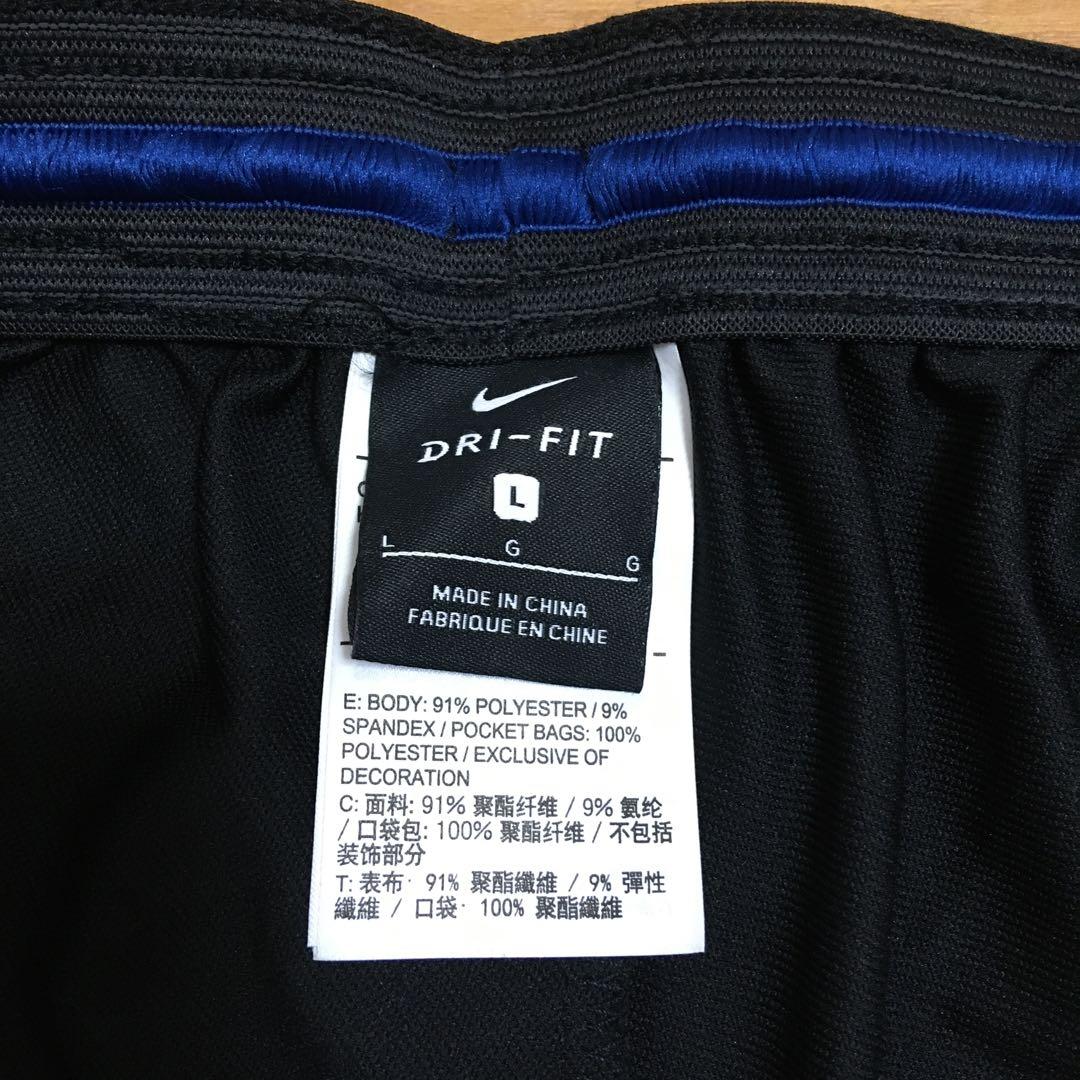 DRI-FIT
L
L G G
MADE IN CHINA
FABRIQUE EN CHINE
E: BODY: 91% POLYESTER / 9%
SPANDEX / POCKET BAGS: 100%
POLYESTER / EXCLUSIVE OF
DECORATION
C: 面料: 91% 聚酯纤维 / 9% 氨纶
/ 口袋包: 100% 聚酯纤维 / 不包括
装饰部分
T: 表布: 91% 聚酯纖維 / 9% 彈性
纖維 / 口袋: 100% 聚酯纖維